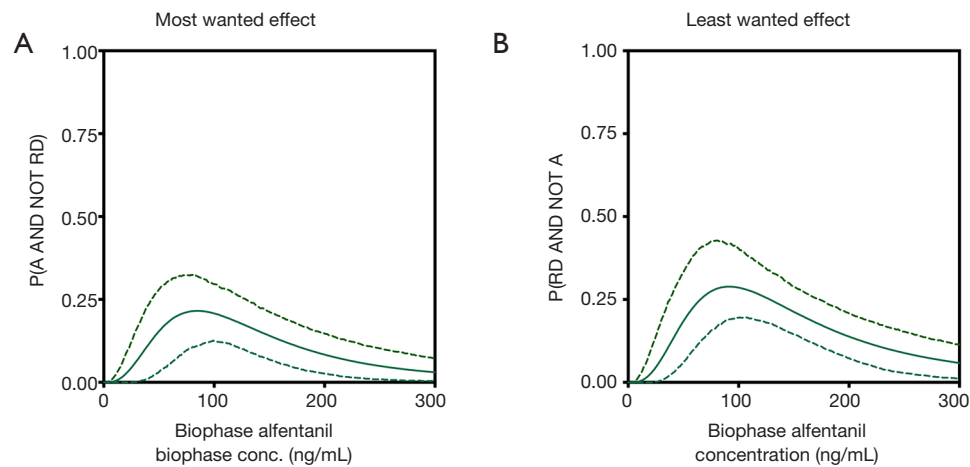 Most wanted effect
A
P(A AND NOT RD)
1.00
0.75
0.50
0.25
0.00
0
100
200
300
Biophase alfentanil
biophase conc. (ng/mL)
Least wanted effect
B
P(RD AND NOT A
1.00
0.75
0.50
0.25
0.00
0
100
200
300
Biophase alfentanil
concentration (ng/mL)